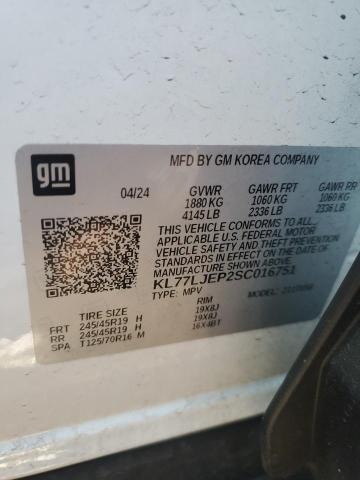 gm
MFD BY GM KOREA COMPANY
04/24 GVWR GAWR FRT GAWR RR
1880 KG 1060 KG 1060 KG
4145 LB 2336 LB 2336 LB
THIS VEHICLE CONFORMS TO ALL
APPLICABLE U.S. FEDERAL MOTOR
VEHICLE SAFETY AND THEFT PREVENTION
STANDARDS IN EFFECT ON THE DATE OF
MANUFACTURE SHOWN ABOVE.
KL77LJEP2SC016751
TYPE: MPV MODEL:
TIRE SIZE RIM
FRT 245/45R19 H 19X8J
RR 245/45R19 H 19X8J
SPA T125/70R16 M 16X4BT